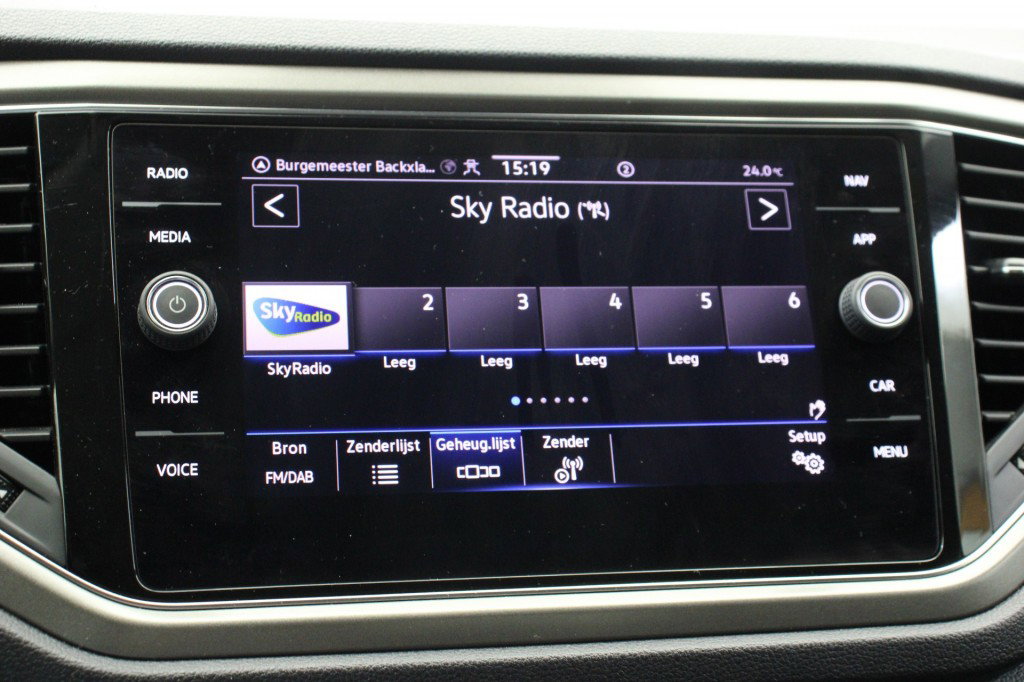 RADIO
MEDIA
PHONE
VOICE
Burgemeester Backxla... 15:19 2 24.0°C
< Sky Radio >
Sky Radio 2 3 4 5 6
SkyRadio Leeg Leeg Leeg Leeg Leeg
Bron Zenderlijst Geheug.lijst Zender Setup
FM/DAB
NAV
APP
CAR
MENU